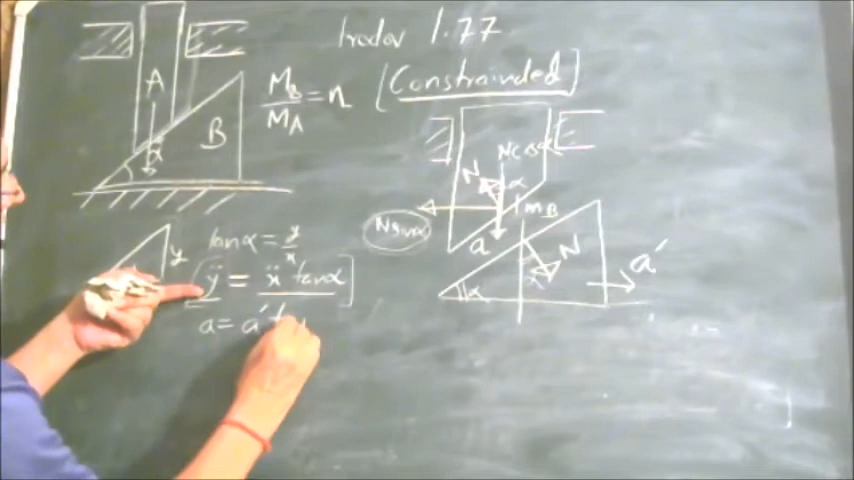 Irodov 1.77
[Constrainded]
A
B
α
M_B/M_A = n
N cos α
N
α
m_B
N sin α
a
N
α
a'
α
tan α = y/x
y
[ÿ = ẍ tan α]
a = a' t